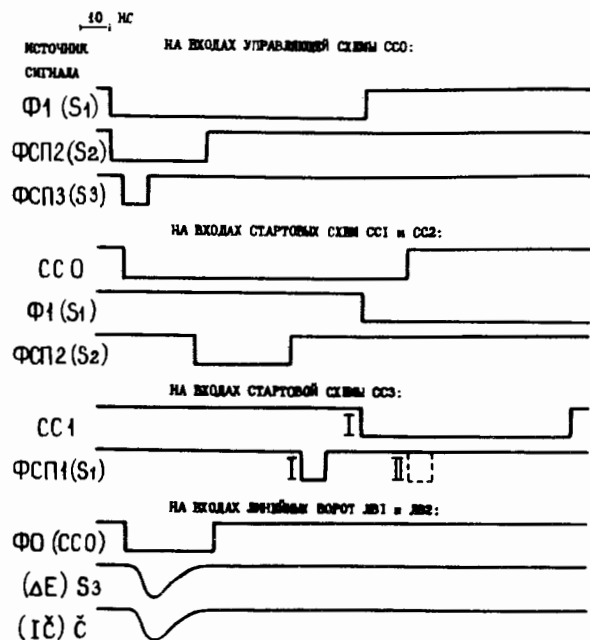 10 НС
ИСТОЧНИК
СИГНАЛА
НА ВХОДАХ УПРАВЛЯЮЩЕЙ СХЕМЫ СС0:
Ф1 (S1)
ФСП2(S2)
ФСП3(S3)
НА ВХОДАХ СТАРТОВЫХ СХЕМ СС1 и СС2:
СС0
Ф1(S1)
ФСП2(S2)
НА ВХОДАХ СТАРТОВОЙ СХЕМЫ СС3:
СС1 I
ФСП1(S1) I II
НА ВХОДАХ ЛИНЕЙНЫХ ВОРОТ ЛВ1 и ЛВ2:
ФО (СС0)
(ΔЕ) S3
(IČ) Č